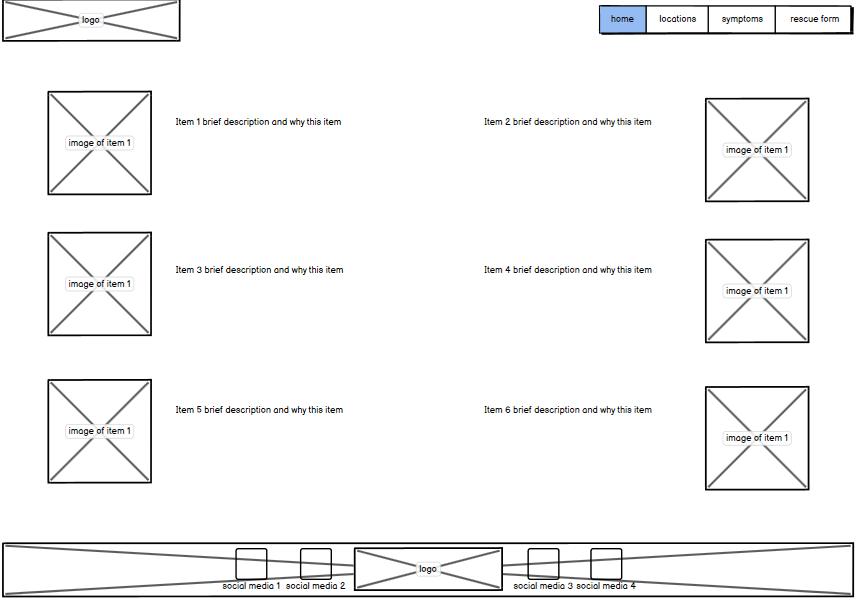 logo
home locations symptoms rescue form
image of item 1
Item 1 brief description and why this item
Item 2 brief description and why this item
image of item 1
image of item 1
Item 3 brief description and why this item
Item 4 brief description and why this item
image of item 1
image of item 1
Item 5 brief description and why this item
Item 6 brief description and why this item
image of item 1
social media 1 social media 2
logo
social media 3 social media 4